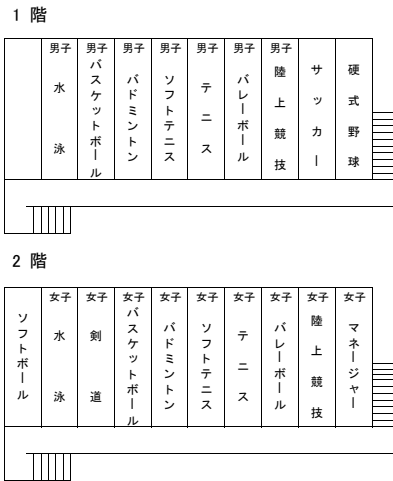 1 階
男子 水泳
男子 バスケットボール
男子 バドミントン
男子 ソフトテニス
男子 テニス
男子 バレーボール
男子 陸上競技
サッカー
硬式野球
2 階
ソフトボール
女子 水泳
女子 剣道
女子 バスケットボール
女子 バドミントン
女子 ソフトテニス
女子 テニス
女子 バレーボール
女子 陸上競技
女子 マネージャー